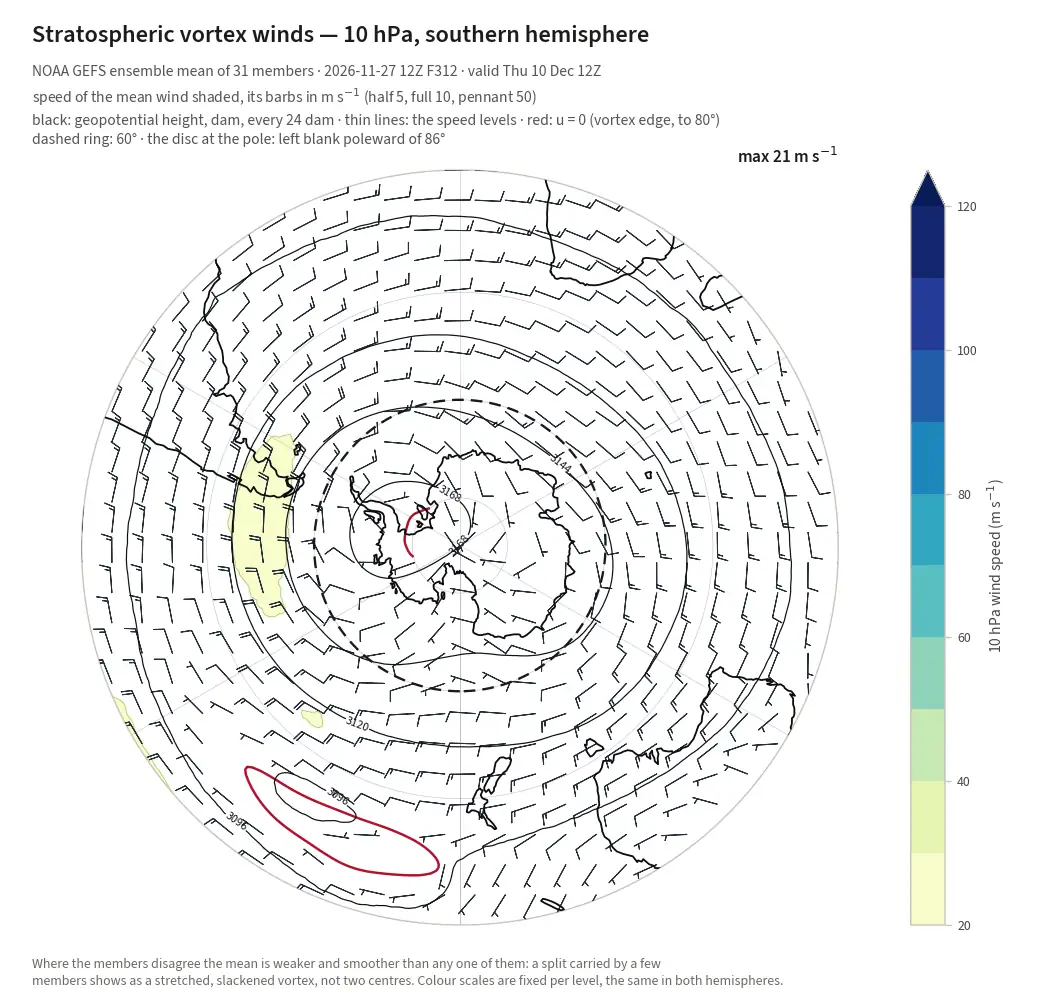 Stratospheric vortex winds — 10 hPa, southern hemisphere
NOAA GEFS ensemble mean of 31 members · 2026-11-27 12Z F312 · valid Thu 10 Dec 12Z
speed of the mean wind shaded, its barbs in m s⁻¹ (half 5, full 10, pennant 50)
black: geopotential height, dam, every 24 dam · thin lines: the speed levels · red: u = 0 (vortex edge, to 80°)
dashed ring: 60° · the disc at the pole: left blank poleward of 86°
max 21 m s⁻¹
120
100
80
60
40
20
10 hPa wind speed (m s⁻¹)
3144
3168
3168
3120
3096
3096
Where the members disagree the mean is weaker and smoother than any one of them: a split carried by a few
members shows as a stretched, slackened vortex, not two centres. Colour scales are fixed per level, the same in both hemispheres.